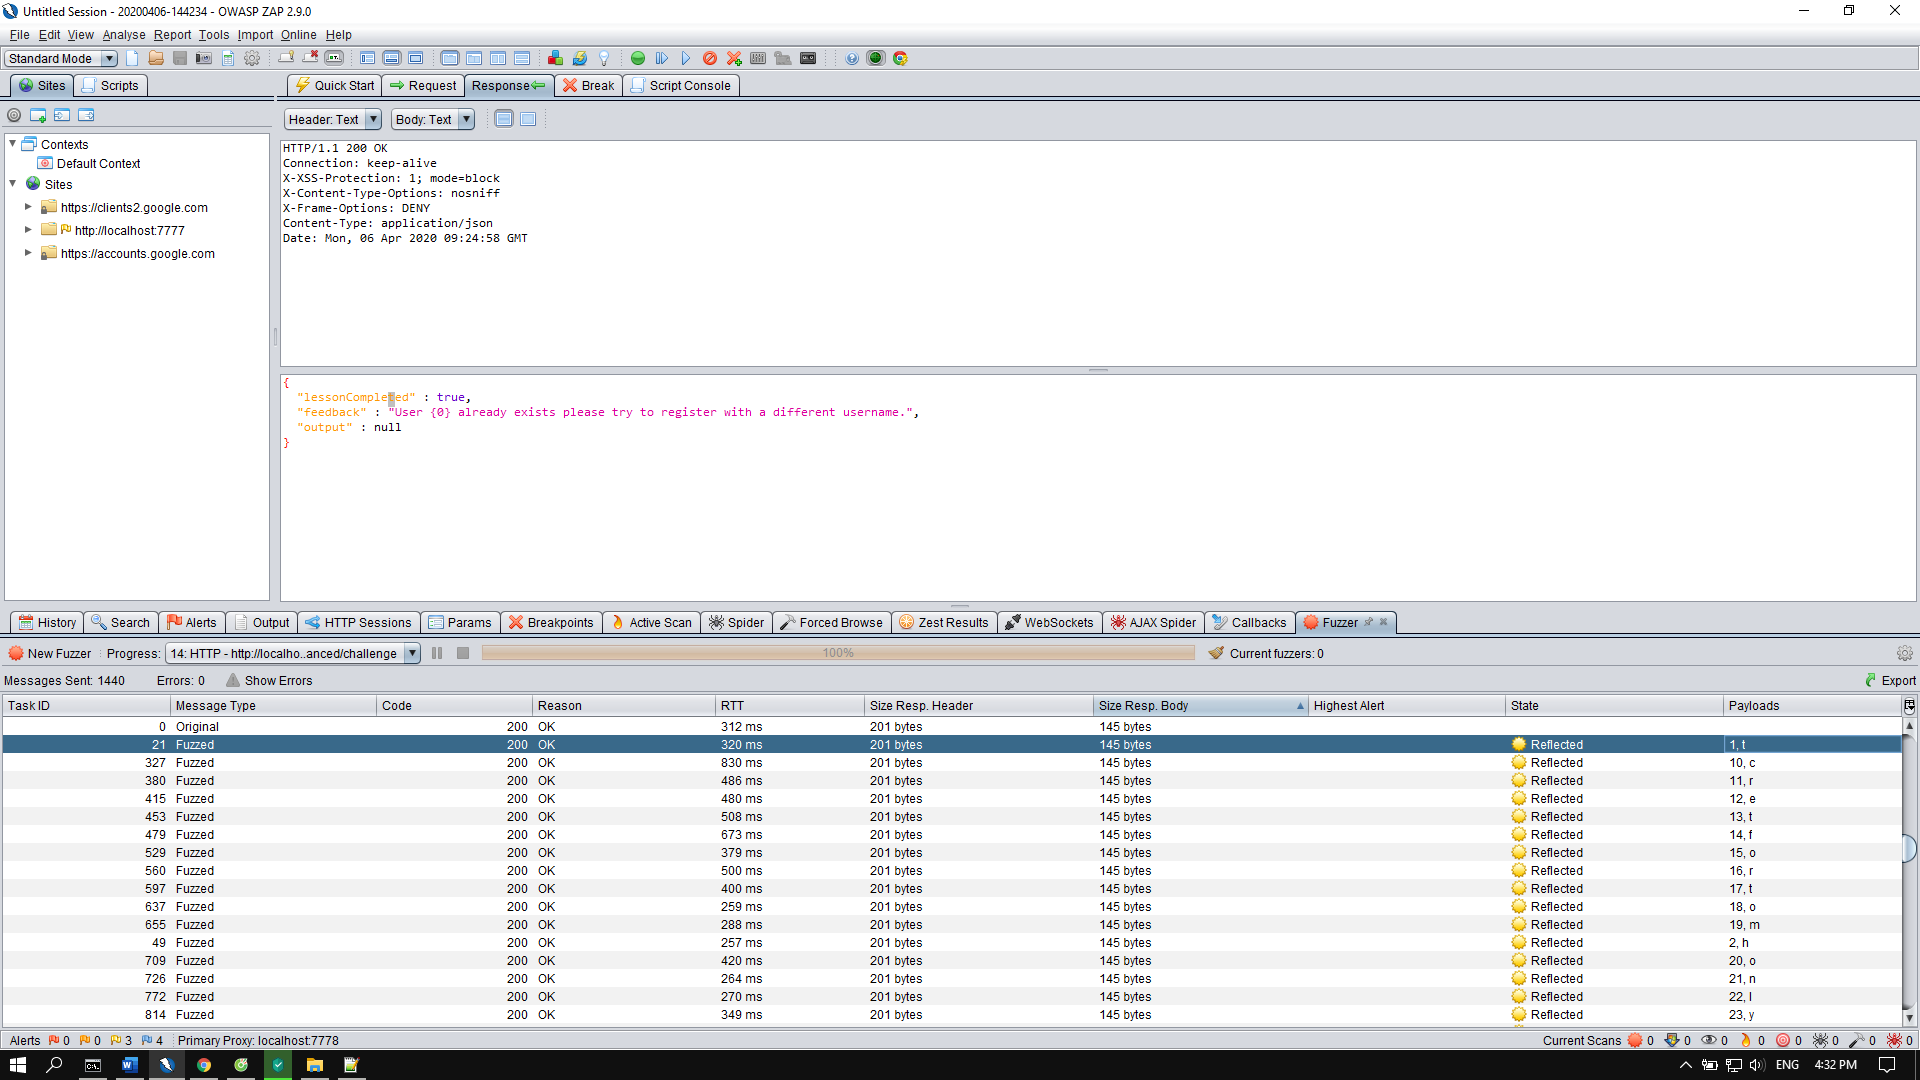 Untitled Session - 20200406-144234 - OWASP ZAP 2.9.0
File Edit View Analyse Report Tools Import Online Help
Standard Mode
Sites Scripts Quick Start Request Response Break Script Console
Header: Text Body: Text
Contexts
Default Context
Sites
https://clients2.google.com
http://localhost:7777
https://accounts.google.com
HTTP/1.1 200 OK
Connection: keep-alive
X-XSS-Protection: 1; mode=block
X-Content-Type-Options: nosniff
X-Frame-Options: DENY
Content-Type: application/json
Date: Mon, 06 Apr 2020 09:24:58 GMT
{
"lessonCompleted" : true,
"feedback" : "User {0} already exists please try to register with a different username.",
"output" : null
}
History Search Alerts Output HTTP Sessions Params Breakpoints Active Scan Spider Forced Browse Zest Results WebSockets AJAX Spider Callbacks Fuzzer
New Fuzzer Progress: 14: HTTP - http://localho..anced/challenge 100% Current fuzzers: 0
Messages Sent: 1440 Errors: 0 Show Errors Export
Task ID Message Type Code Reason RTT Size Resp. Header Size Resp. Body Highest Alert State Payloads
0 Original 200 OK 312 ms 201 bytes 145 bytes
21 Fuzzed 200 OK 320 ms 201 bytes 145 bytes Reflected 1, t
327 Fuzzed 200 OK 830 ms 201 bytes 145 bytes Reflected 10, c
380 Fuzzed 200 OK 486 ms 201 bytes 145 bytes Reflected 11, r
415 Fuzzed 200 OK 480 ms 201 bytes 145 bytes Reflected 12, e
453 Fuzzed 200 OK 508 ms 201 bytes 145 bytes Reflected 13, t
479 Fuzzed 200 OK 673 ms 201 bytes 145 bytes Reflected 14, f
529 Fuzzed 200 OK 379 ms 201 bytes 145 bytes Reflected 15, o
560 Fuzzed 200 OK 500 ms 201 bytes 145 bytes Reflected 16, r
597 Fuzzed 200 OK 400 ms 201 bytes 145 bytes Reflected 17, t
637 Fuzzed 200 OK 259 ms 201 bytes 145 bytes Reflected 18, o
655 Fuzzed 200 OK 288 ms 201 bytes 145 bytes Reflected 19, m
49 Fuzzed 200 OK 257 ms 201 bytes 145 bytes Reflected 2, h
709 Fuzzed 200 OK 420 ms 201 bytes 145 bytes Reflected 20, o
726 Fuzzed 200 OK 264 ms 201 bytes 145 bytes Reflected 21, n
772 Fuzzed 200 OK 270 ms 201 bytes 145 bytes Reflected 22, l
814 Fuzzed 200 OK 349 ms 201 bytes 145 bytes Reflected 23, y
Alerts 0 0 3 4 Primary Proxy: localhost:7778 Current Scans 0 0 0 0 0 0 0 0
ENG 4:32 PM